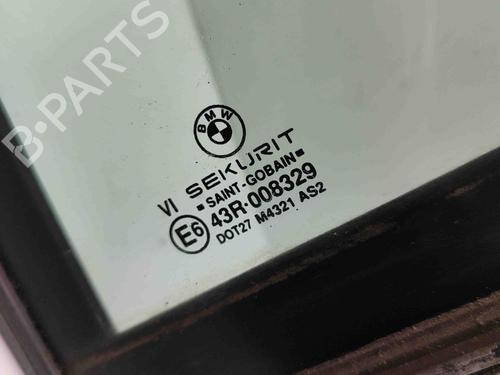 B·PARTS
BMW
SEKURIT
VI ▪SAINT-GOBAIN▪
E6 43R-008329
DOT27 M4321 AS2